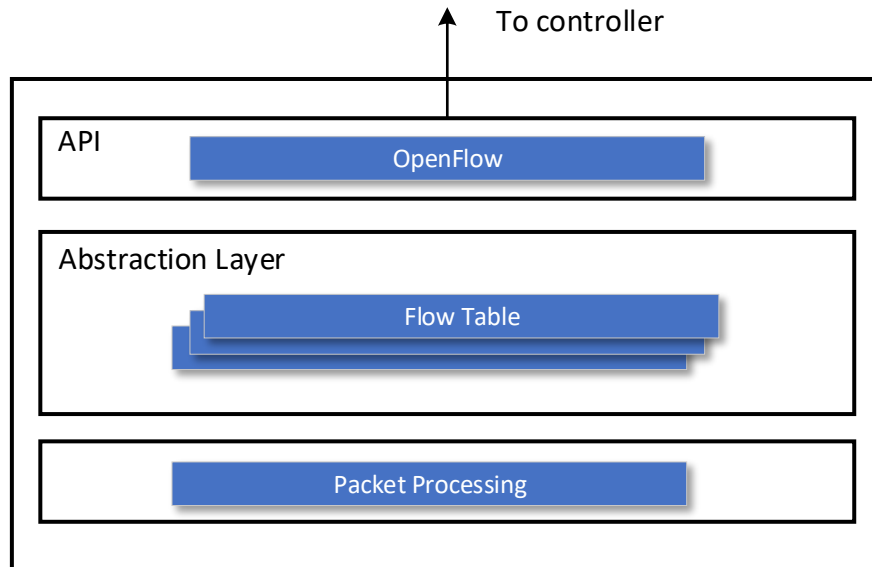 To controller
API
OpenFlow
Abstraction Layer
Flow Table
Packet Processing